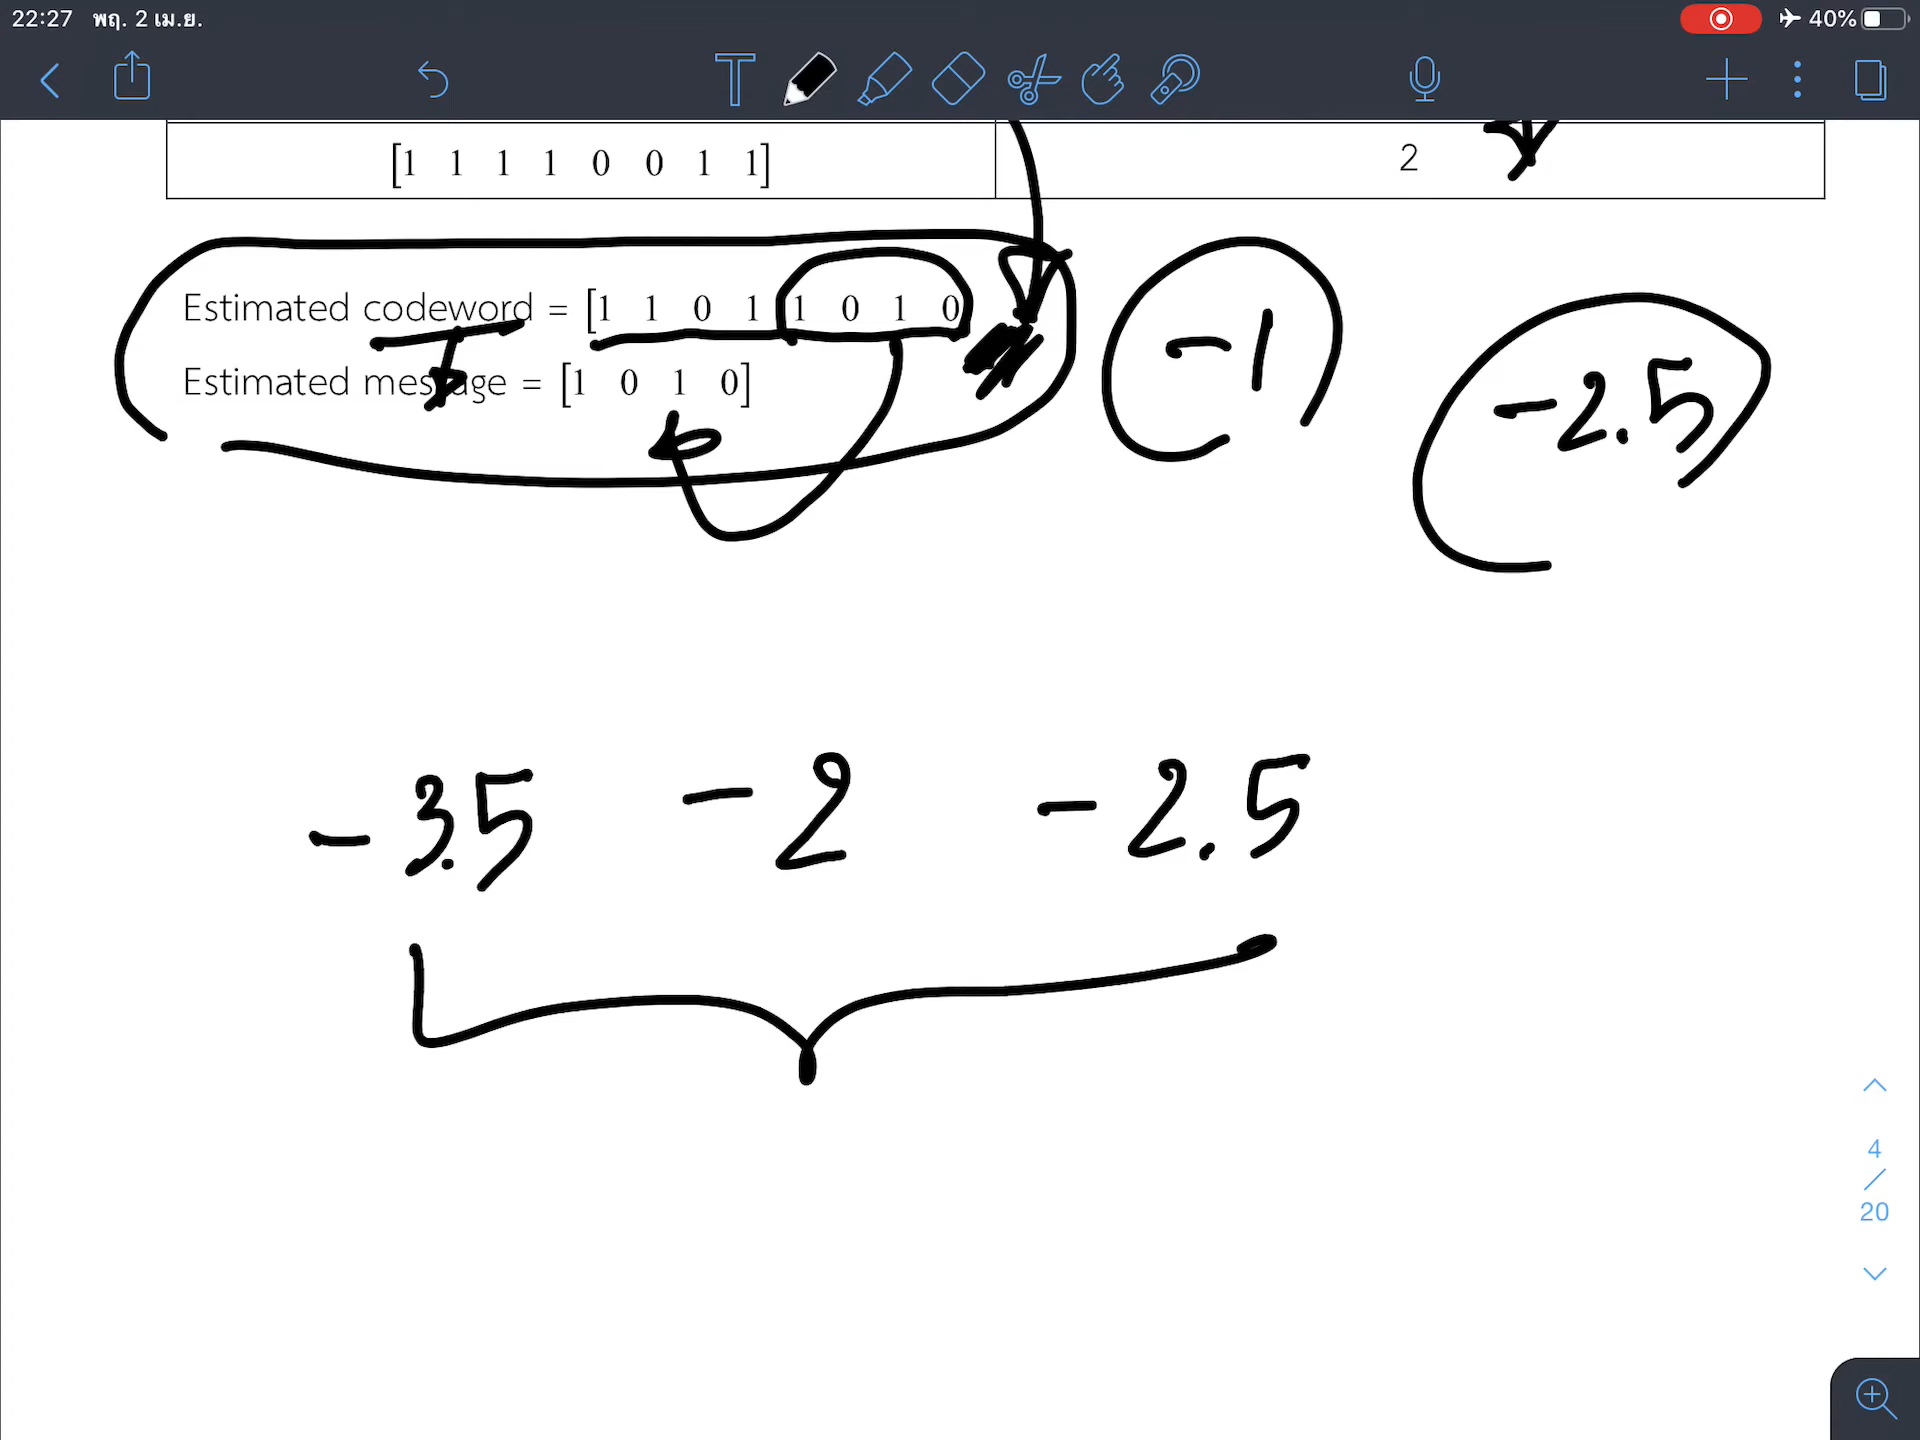 22:27 พฤ. 2 เม.ย. 40%
T
[1 1 1 1 0 0 1 1] 2
Estimated codeword = [1 1 0 1 1 0 1 0]
Estimated message = [1 0 1 0]
-1
-2.5
-3.5 -2 -2.5
4
/
20